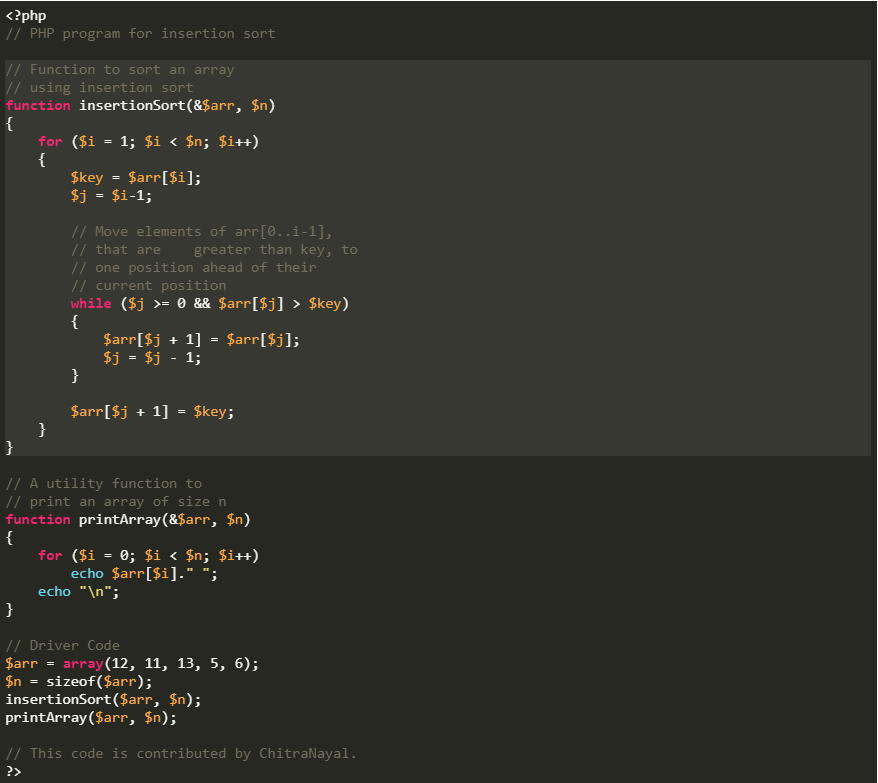 <?php
// PHP program for insertion sort
// Function to sort an array
// using insertion sort
function insertionSort(&$arr, $n)
{
    for ($i = 1; $i < $n; $i++)
    {
        $key = $arr[$i];
        $j = $i-1;
        // Move elements of arr[0..i-1],
        // that are    greater than key, to
        // one position ahead of their
        // current position
        while ($j >= 0 && $arr[$j] > $key)
        {
            $arr[$j + 1] = $arr[$j];
            $j = $j - 1;
        }
        $arr[$j + 1] = $key;
    }
}
// A utility function to
// print an array of size n
function printArray(&$arr, $n)
{
    for ($i = 0; $i < $n; $i++)
        echo $arr[$i]." ";
    echo "\n";
}
// Driver Code
$arr = array(12, 11, 13, 5, 6);
$n = sizeof($arr);
insertionSort($arr, $n);
printArray($arr, $n);
// This code is contributed by ChitraNayal.
?>